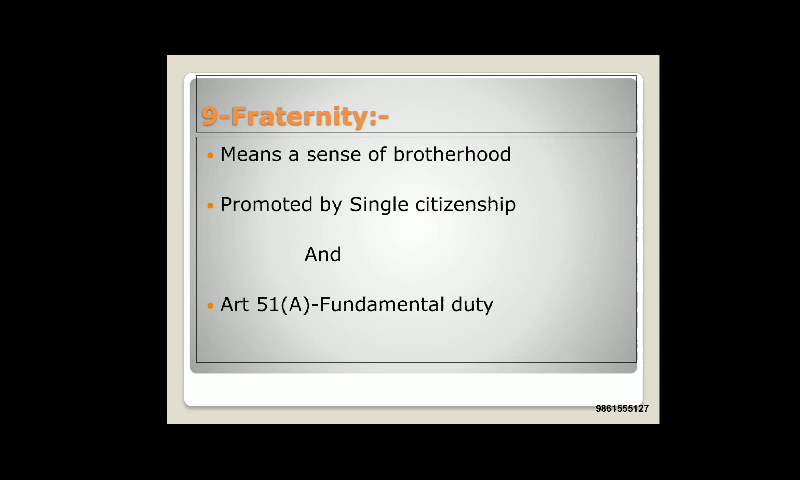 9-Fraternity:-
• Means a sense of brotherhood
• Promoted by Single citizenship
And
• Art 51(A)-Fundamental duty
9861555127